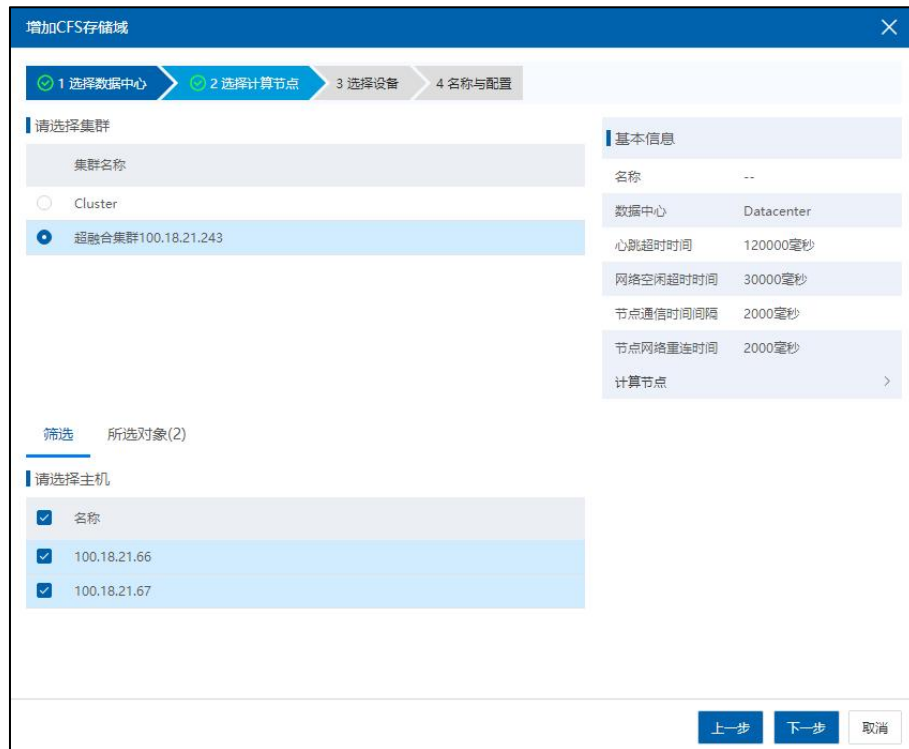 增加CFS存储域
1 选择数据中心
2 选择计算节点
3 选择设备
4 名称与配置
请选择集群
集群名称
Cluster
超融合集群100.18.21.243
基本信息
名称 --
数据中心 Datacenter
心跳超时时间 120000毫秒
网络空闲超时时间 30000毫秒
节点通信时间间隔 2000毫秒
节点网络重连时间 2000毫秒
计算节点
筛选 所选对象(2)
请选择主机
名称
100.18.21.66
100.18.21.67
上一步 下一步 取消